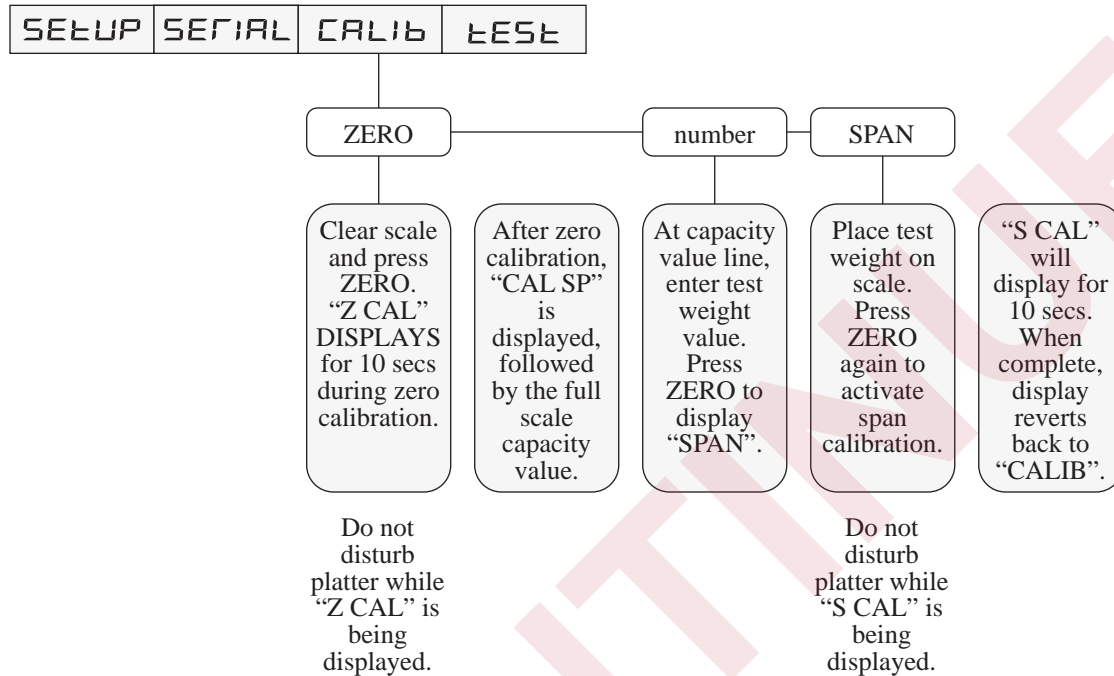 SEtUP SErIAL CALIb tESt
ZERO number SPAN
Clear scale
and press
ZERO.
“Z CAL”
DISPLAYS
for 10 secs
during zero
calibration.
After zero
calibration,
“CAL SP”
is
displayed,
followed
by the full
scale
capacity
value.
At capacity
value line,
enter test
weight
value.
Press
ZERO to
display
“SPAN”.
Place test
weight on
scale.
Press
ZERO
again to
activate
span
calibration.
“S CAL”
will
display for
10 secs.
When
complete,
display
reverts
back to
“CALIB”.
Do not
disturb
platter while
“Z CAL” is
being
displayed.
Do not
disturb
platter while
“S CAL” is
being
displayed.